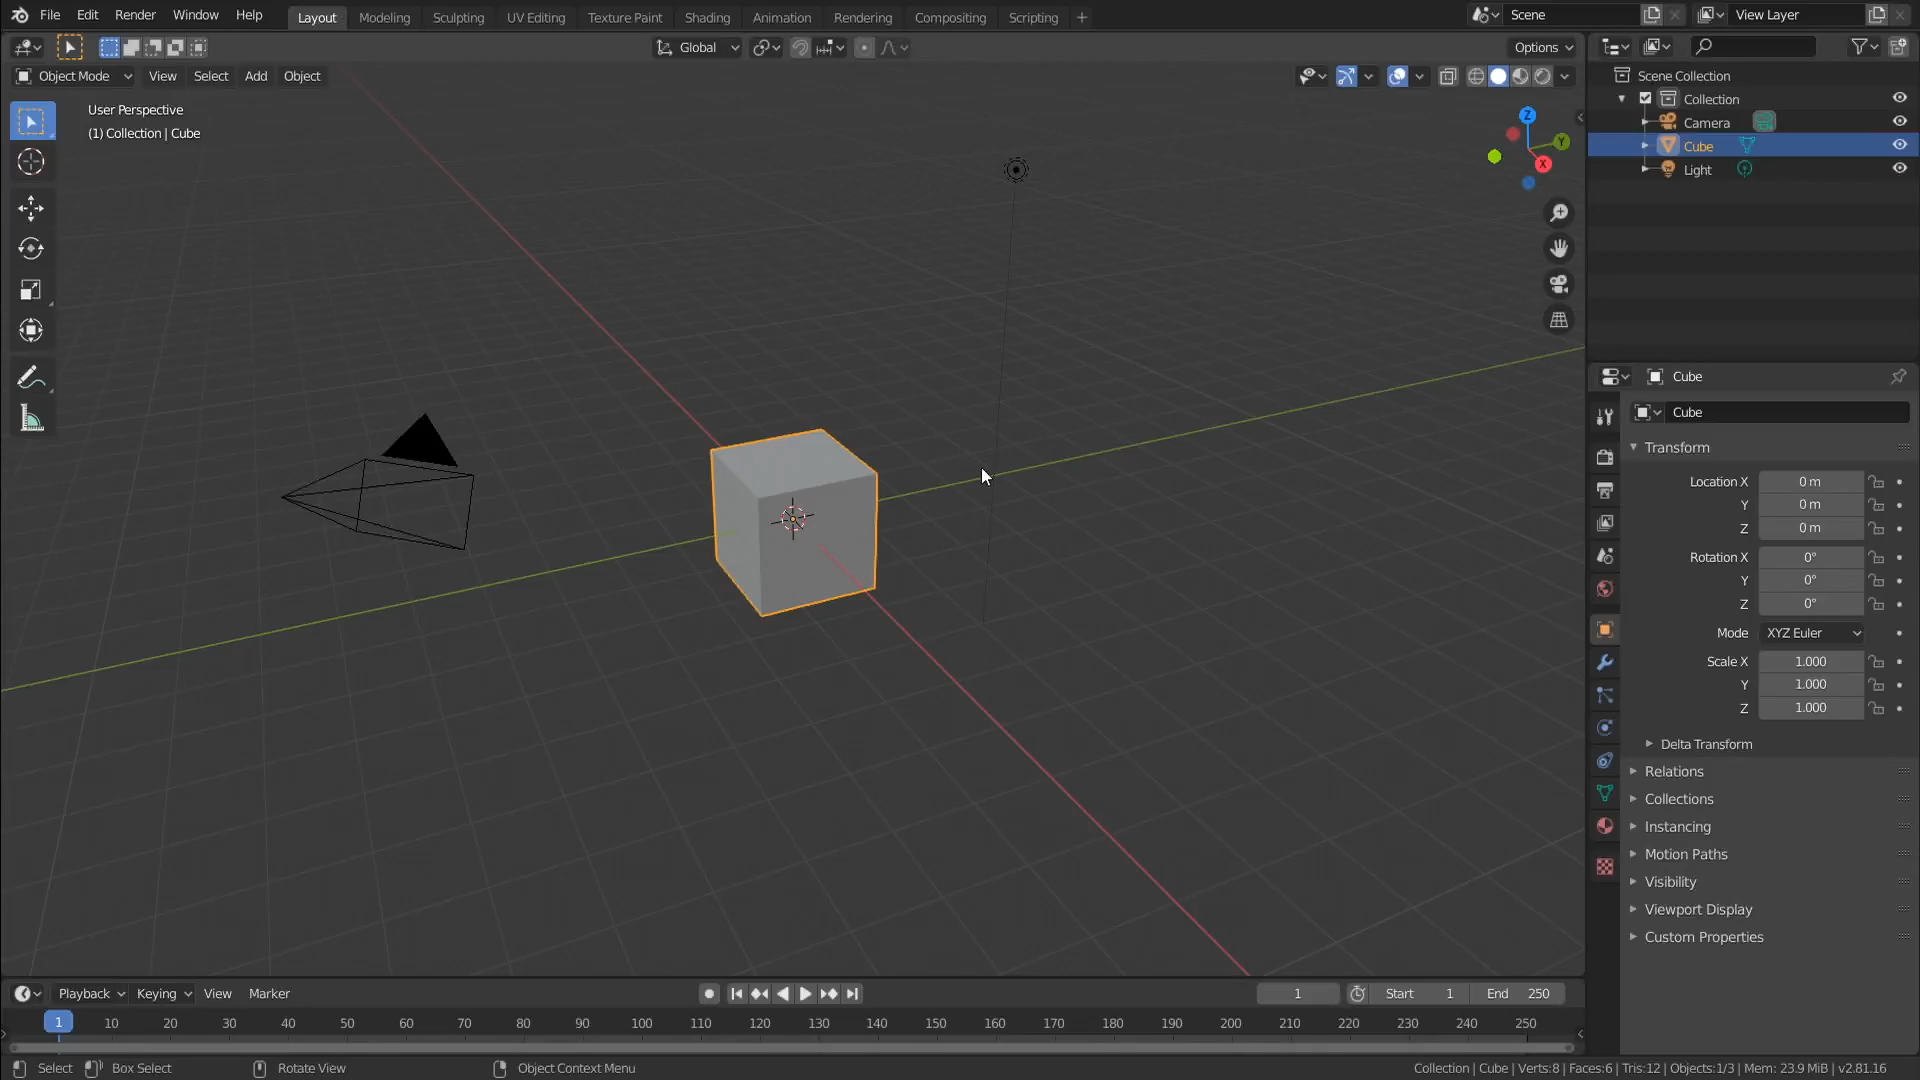 File Edit Render Window Help Layout Modeling Sculpting UV Editing Texture Paint Shading Animation Rendering Compositing Scripting + Scene View Layer
Global Options
Object Mode View Select Add Object
User Perspective
(1) Collection | Cube
Z
Y
X
Scene Collection
Collection
Camera
Cube
Light
Cube
Cube
Transform
Location X 0 m
Y 0 m
Z 0 m
Rotation X 0°
Y 0°
Z 0°
Mode XYZ Euler
Scale X 1.000
Y 1.000
Z 1.000
Delta Transform
Relations
Collections
Instancing
Motion Paths
Visibility
Viewport Display
Custom Properties
Playback Keying View Marker 1 Start 1 End 250
1 10 20 30 40 50 60 70 80 90 100 110 120 130 140 150 160 170 180 190 200 210 220 230 240 250
Select Box Select Rotate View Object Context Menu Collection | Cube | Verts:8 | Faces:6 | Tris:12 | Objects:1/3 | Mem: 23.9 MiB | v2.81.16